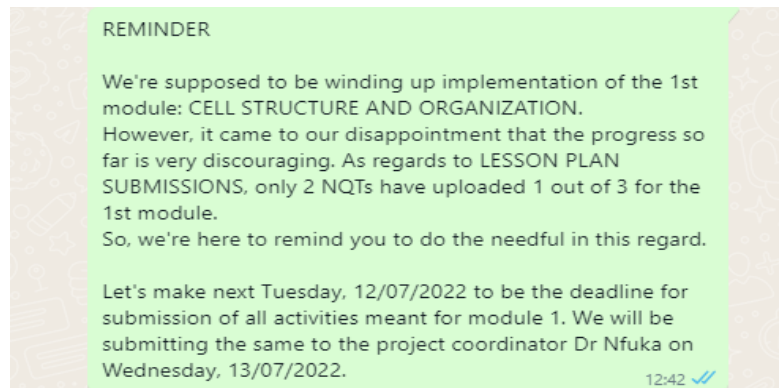 REMINDER
We're supposed to be winding up implementation of the 1st
module: CELL STRUCTURE AND ORGANIZATION.
However, it came to our disappointment that the progress so
far is very discouraging. As regards to LESSON PLAN
SUBMISSIONS, only 2 NQTs have uploaded 1 out of 3 for the
1st module.
So, we're here to remind you to do the needful in this regard.
Let's make next Tuesday, 12/07/2022 to be the deadline for
submission of all activities meant for module 1. We will be
submitting the same to the project coordinator Dr Nfuka on
Wednesday, 13/07/2022.
12:42